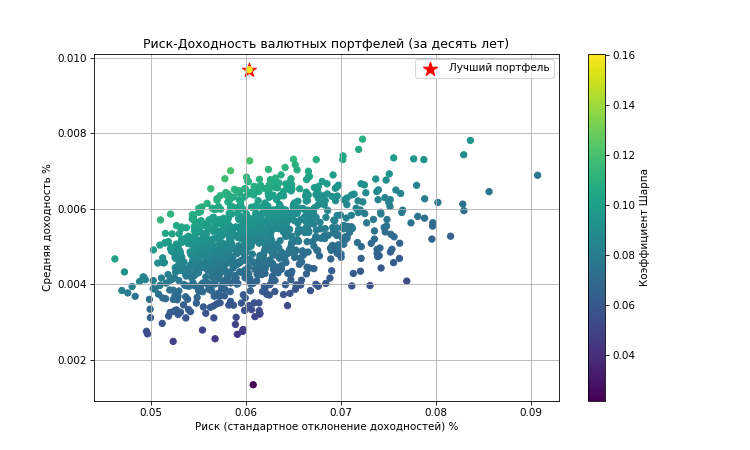 Риск-Доходность валютных портфелей (за десять лет)
Лучший портфель
0.010
0.008
0.006
0.004
0.002
Средняя доходность %
0.05 0.06 0.07 0.08 0.09
Риск (стандартное отклонение доходностей) %
0.16
0.14
0.12
0.10
0.08
0.06
0.04
Коэффициент Шарпа